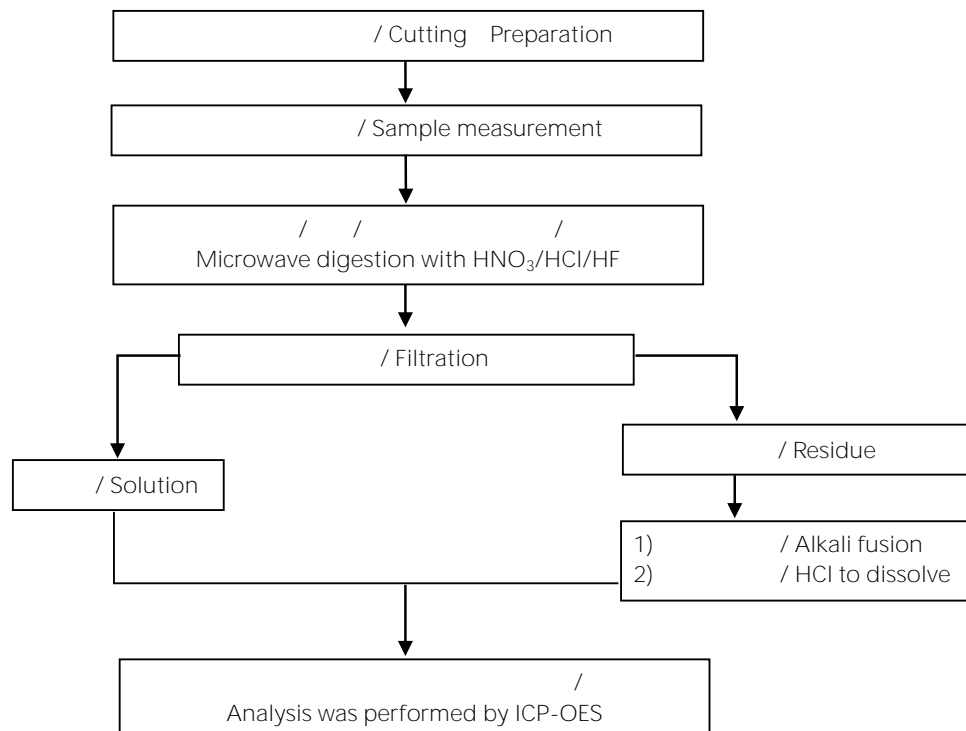 / Cutting Preparation
/ Sample measurement
/ / /
Microwave digestion with HNO₃/HCl/HF
/ Filtration
/ Residue
/ Solution
1) / Alkali fusion
2) / HCl to dissolve
/
Analysis was performed by ICP-OES